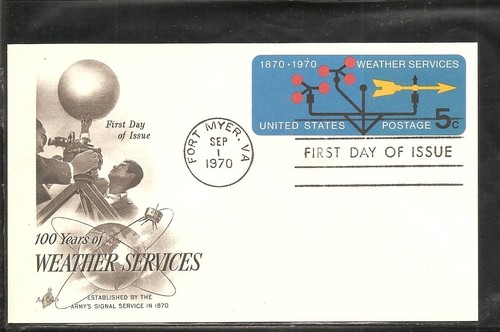 First Day
of Issue
1870 · 1970 WEATHER SERVICES
UNITED STATES POSTAGE 5c
FORT MYER, VA
SEP
1
1970
FIRST DAY OF ISSUE
100 Years of
WEATHER SERVICES
ESTABLISHED BY THE
ARMY'S SIGNAL SERVICE IN 1870